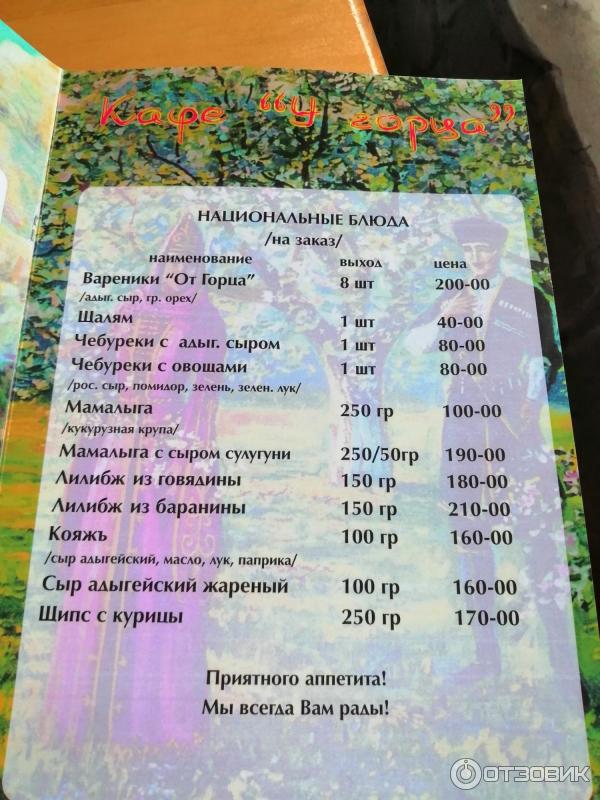 Кафе “У горца”
НАЦИОНАЛЬНЫЕ БЛЮДА
/на заказ/
наименование выход цена
Вареники “От Горца” 8 шт 200-00
/адыг. сыр, гр. орех/
Щалям 1 шт 40-00
Чебуреки с адыг. сыром 1 шт 80-00
Чебуреки с овощами 1 шт 80-00
/рос. сыр, помидор, зелень, зелен. лук/
Мамалыга 250 гр 100-00
/кукурузная крупа/
Мамалыга с сыром сулугуни 250/50гр 190-00
Лилибж из говядины 150 гр 180-00
Лилибж из баранины 150 гр 210-00
Кояжъ 100 гр 160-00
/сыр адыгейский, масло, лук, паприка/
Сыр адыгейский жареный 100 гр 160-00
Щипс с курицы 250 гр 170-00
Приятного аппетита!
Мы всегда Вам рады!
ОТЗОВИК